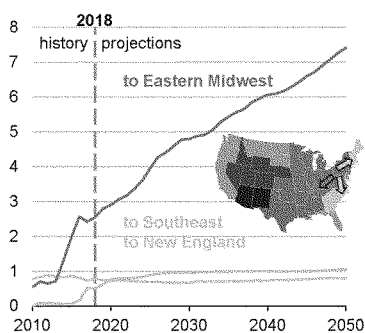 2018
8
history projections
7
to Eastern Midwest
6
5
4
3
to Southeast
2
to New England
1
0
2010 2020 2030 2040 2050